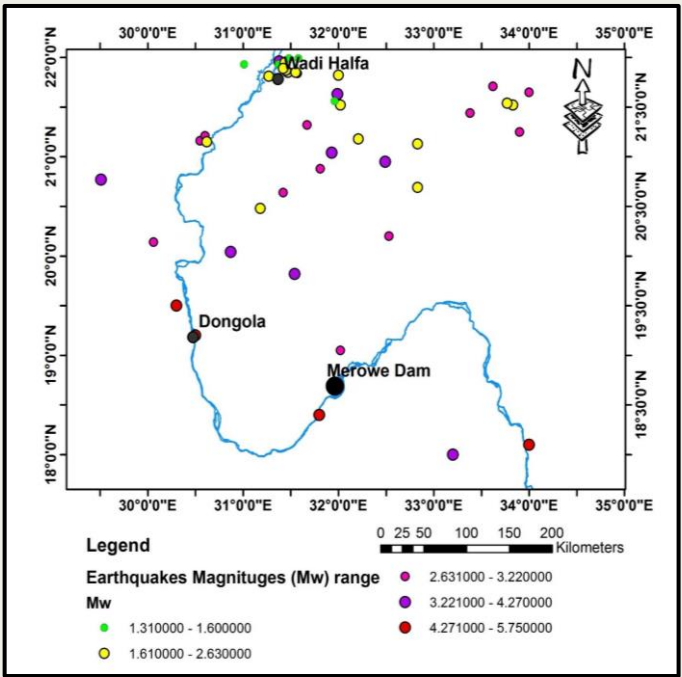 30°0'0"E 31°0'0"E 32°0'0"E 33°0'0"E 34°0'0"E 35°0'0"E
22°0'0"N
Wadi Halfa
N
21°30'0"N
21°0'0"N
20°30'0"N
20°0'0"N
19°30'0"N
Dongola
19°0'0"N
Merowe Dam
18°30'0"N
18°0'0"N
30°0'0"E 31°0'0"E 32°0'0"E 33°0'0"E 34°0'0"E 35°0'0"E
0 25 50 100 150 200
Kilometers
Legend
Earthquakes Magnituges (Mw) range
Mw
1.310000 - 1.600000
1.610000 - 2.630000
2.631000 - 3.220000
3.221000 - 4.270000
4.271000 - 5.750000